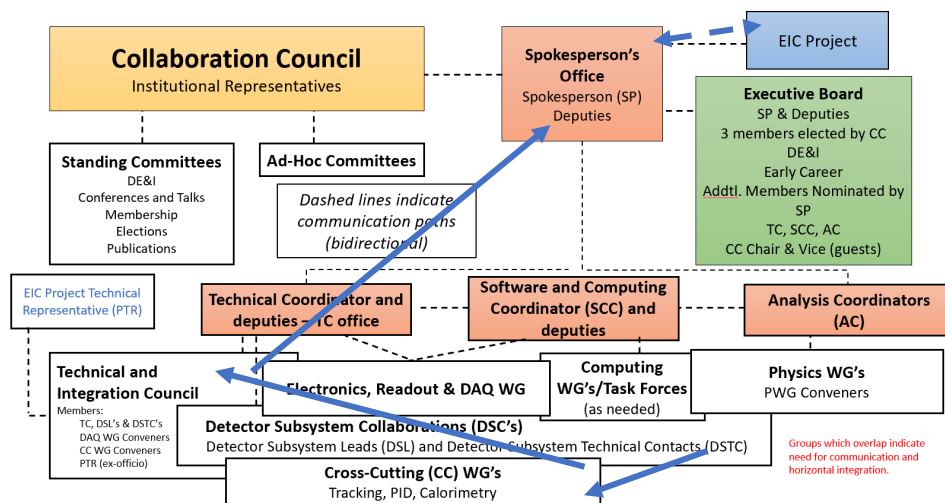 Collaboration Council
Institutional Representatives
Spokesperson's
Office
Spokesperson (SP)
Deputies
EIC Project
Executive Board
SP & Deputies
3 members elected by CC
DE&I
Early Career
Addtl. Members Nominated by
SP
TC, SCC, AC
CC Chair & Vice (guests)
Standing Committees
DE&I
Conferences and Talks
Membership
Elections
Publications
Ad-Hoc Committees
Dashed lines indicate
communication paths
(bidirectional)
EIC Project Technical
Representative (PTR)
Technical Coordinator and
deputies – TC office
Software and Computing
Coordinator (SCC) and
deputies
Analysis Coordinators
(AC)
Technical and
Integration Council
Members:
TC, DSL's & DSTC's
DAQ WG Conveners
CC WG Conveners
PTR (ex-officio)
Electronics, Readout & DAQ WG
Computing
WG's/Task Forces
(as needed)
Physics WG's
PWG Conveners
Detector Subsystem Collaborations (DSC's)
Detector Subsystem Leads (DSL) and Detector Subsystem Technical Contacts (DSTC)
Cross-Cutting (CC) WG's
Tracking, PID, Calorimetry
Groups which overlap indicate
need for communication and
horizontal integration.